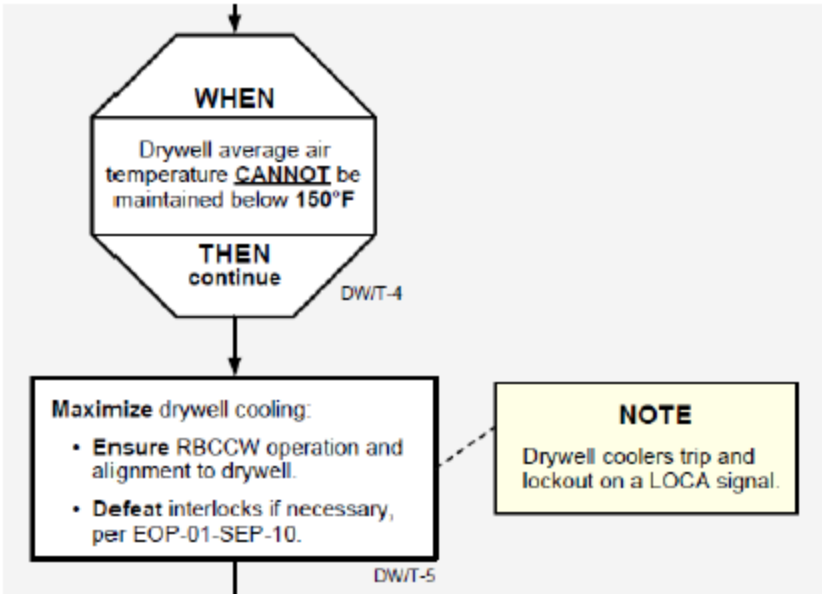 WHEN
Drywell average air
temperature CANNOT be
maintained below 150°F
THEN
continue
DW/T-4
Maximize drywell cooling:
• Ensure RBCCW operation and
alignment to drywell.
• Defeat interlocks if necessary,
per EOP-01-SEP-10.
DW/T-5
NOTE
Drywell coolers trip and
lockout on a LOCA signal.